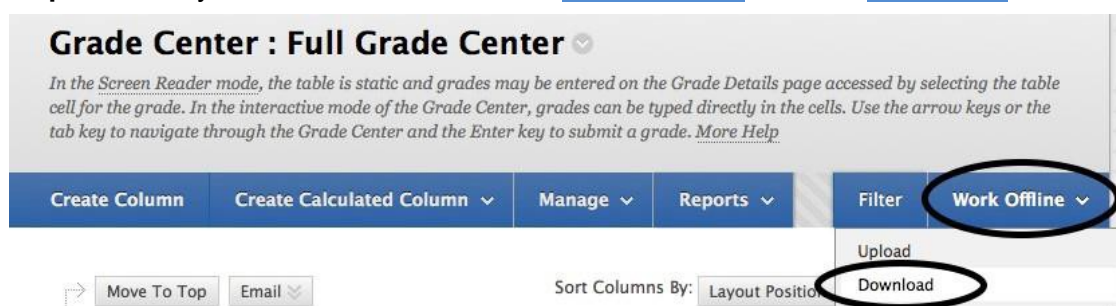 Grade Center : Full Grade Center
In the Screen Reader mode, the table is static and grades may be entered on the Grade Details page accessed by selecting the table
cell for the grade. In the interactive mode of the Grade Center, grades can be typed directly in the cells. Use the arrow keys or the
tab key to navigate through the Grade Center and the Enter key to submit a grade. More Help
Create Column Create Calculated Column Manage Reports Filter Work Offline
Upload
Move To Top Email Sort Columns By: Layout Position Download